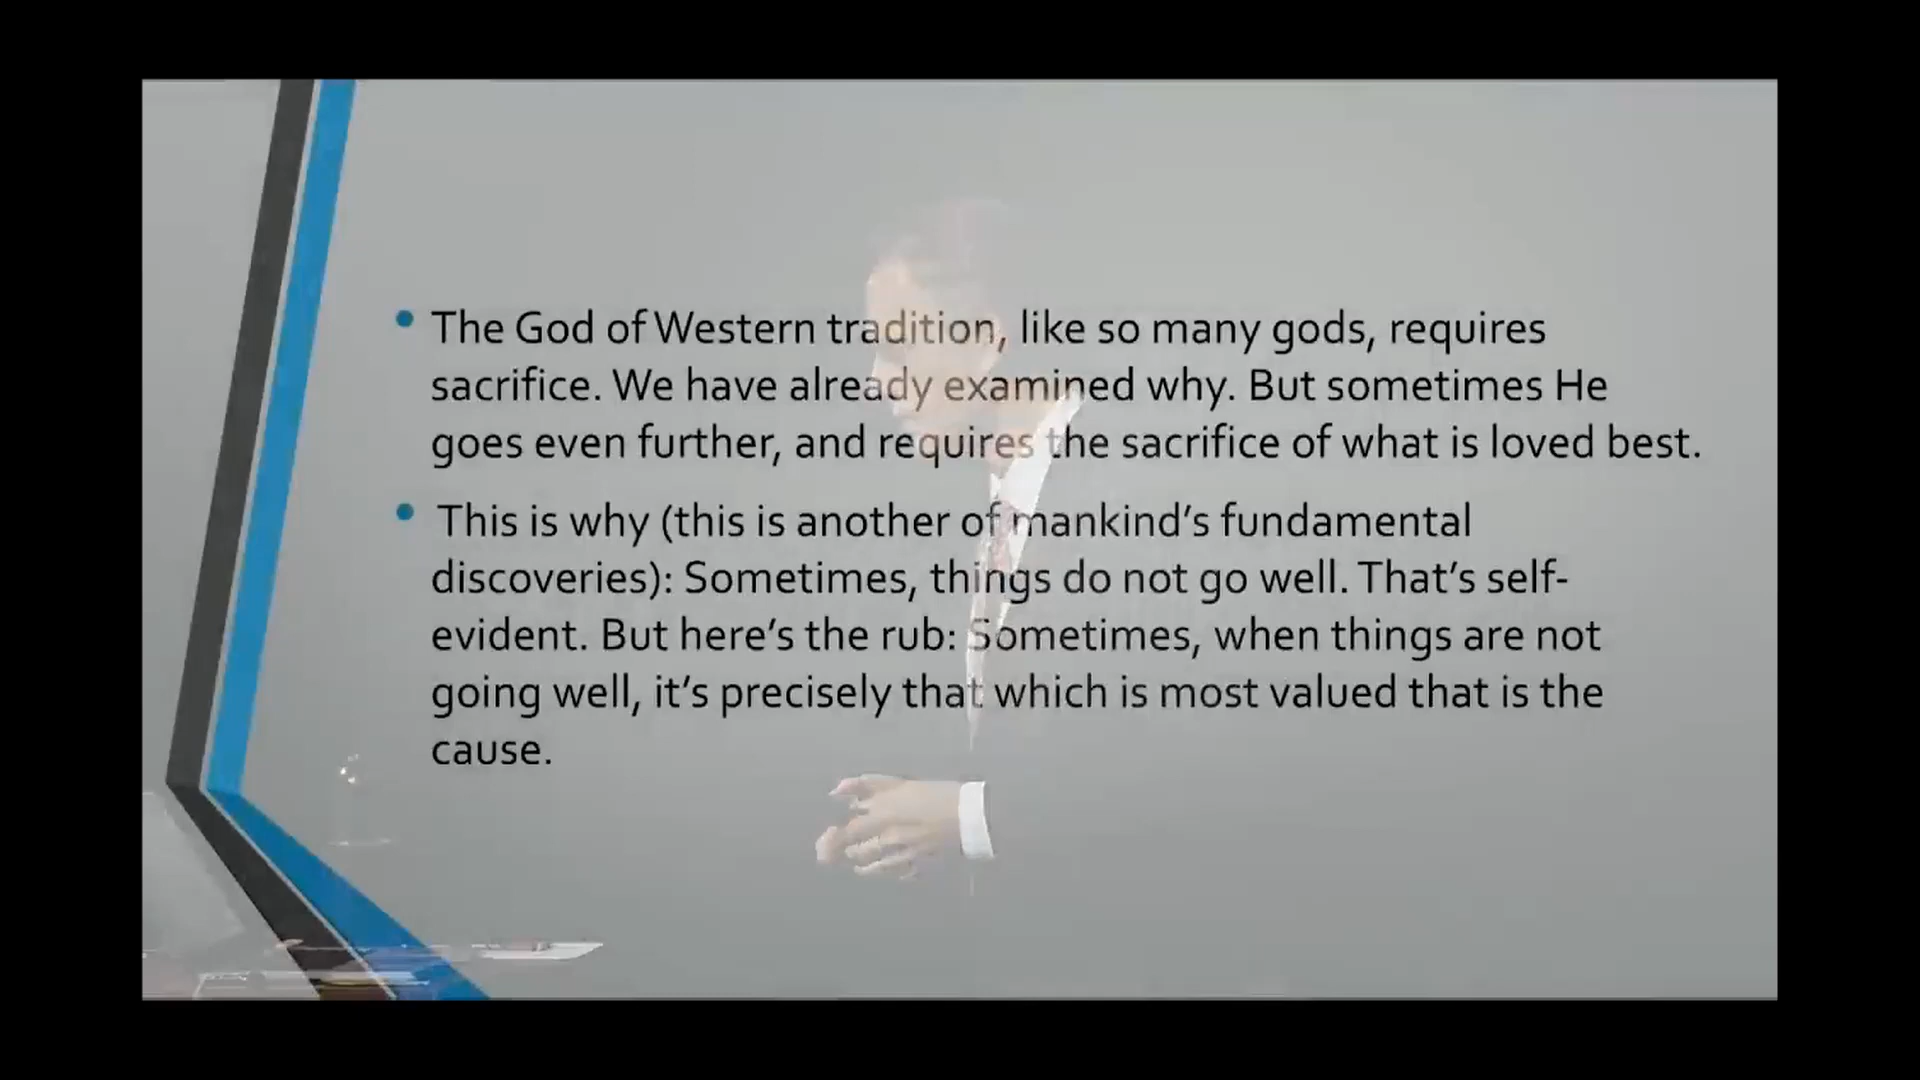 • The God of Western tradition, like so many gods, requires
sacrifice. We have already examined why. But sometimes He
goes even further, and requires the sacrifice of what is loved best.
• This is why (this is another of mankind’s fundamental
discoveries): Sometimes, things do not go well. That’s self-
evident. But here’s the rub: Sometimes, when things are not
going well, it’s precisely that which is most valued that is the
cause.